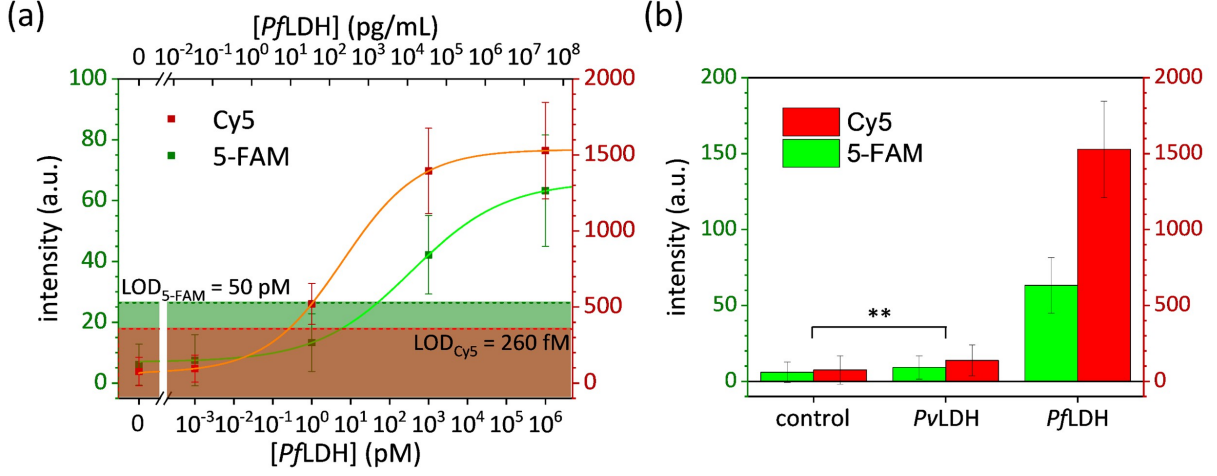 (a)
[PfLDH] (pg/mL)
0 10⁻² 10⁻¹ 10⁰ 10¹ 10² 10³ 10⁴ 10⁵ 10⁶ 10⁷ 10⁸
100
80
60
40
20
0
intensity (a.u.)
Cy5
5-FAM
LOD5-FAM = 50 pM
LODCy5 = 260 fM
2000
1500
1000
500
0
0 10⁻³ 10⁻² 10⁻¹ 10⁰ 10¹ 10² 10³ 10⁴ 10⁵ 10⁶
[PfLDH] (pM)
(b)
200
150
100
50
0
intensity (a.u.)
Cy5
5-FAM
**
2000
1500
1000
500
0
control PvLDH PfLDH